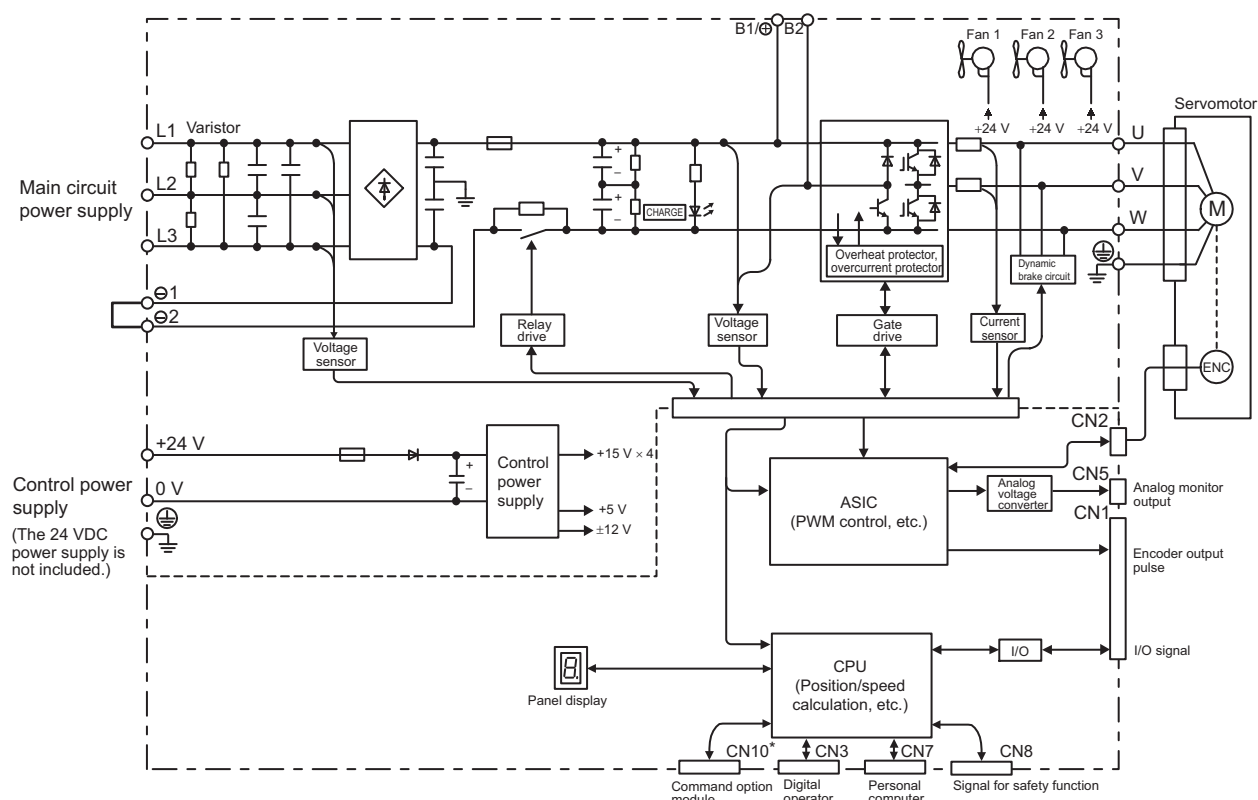 B1/⊕ B2
Fan 1 Fan 2 Fan 3
+24 V +24 V +24 V
Servomotor
L1 Varistor
U
Main circuit
power supply
L2
V
L3
W
M
+
–
+
–
CHARGE
Overheat protector,
overcurrent protector
Dynamic
brake circuit
⊖1
⊖2
Voltage
sensor
Relay
drive
Voltage
sensor
Gate
drive
Current
sensor
ENC
Control power
supply
(The 24 VDC
power supply is
not included.)
+24 V
0 V
+
–
Control
power
supply
+15 V × 4
+5 V
±12 V
ASIC
(PWM control, etc.)
Analog
voltage
converter
CN2
CN5
Analog monitor
output
CN1
Encoder output
pulse
I/O
I/O signal
8.
Panel display
CPU
(Position/speed
calculation, etc.)
CN10* CN3 CN7 CN8
Command option
module
Digital
operator
Personal
computer
Signal for safety function